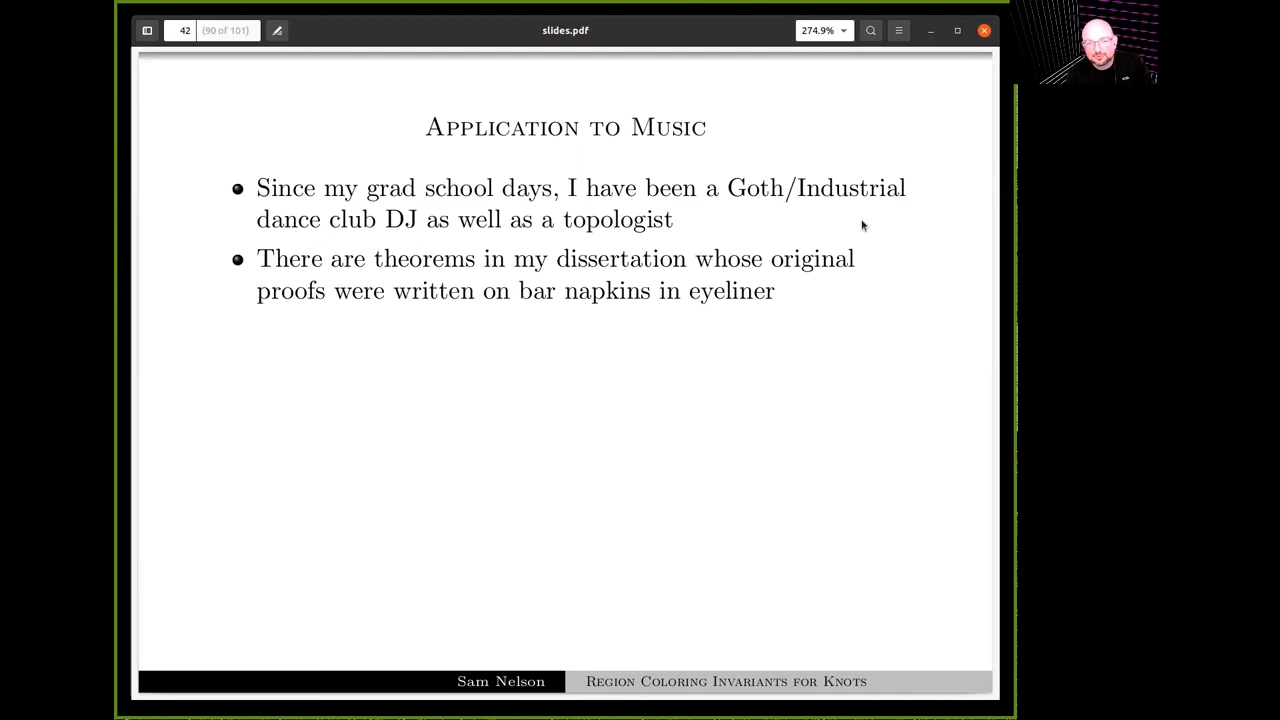 42 (90 of 101) slides.pdf 274.9%
APPLICATION TO MUSIC
Since my grad school days, I have been a Goth/Industrial
dance club DJ as well as a topologist
There are theorems in my dissertation whose original
proofs were written on bar napkins in eyeliner
SAM NELSON REGION COLORING INVARIANTS FOR KNOTS